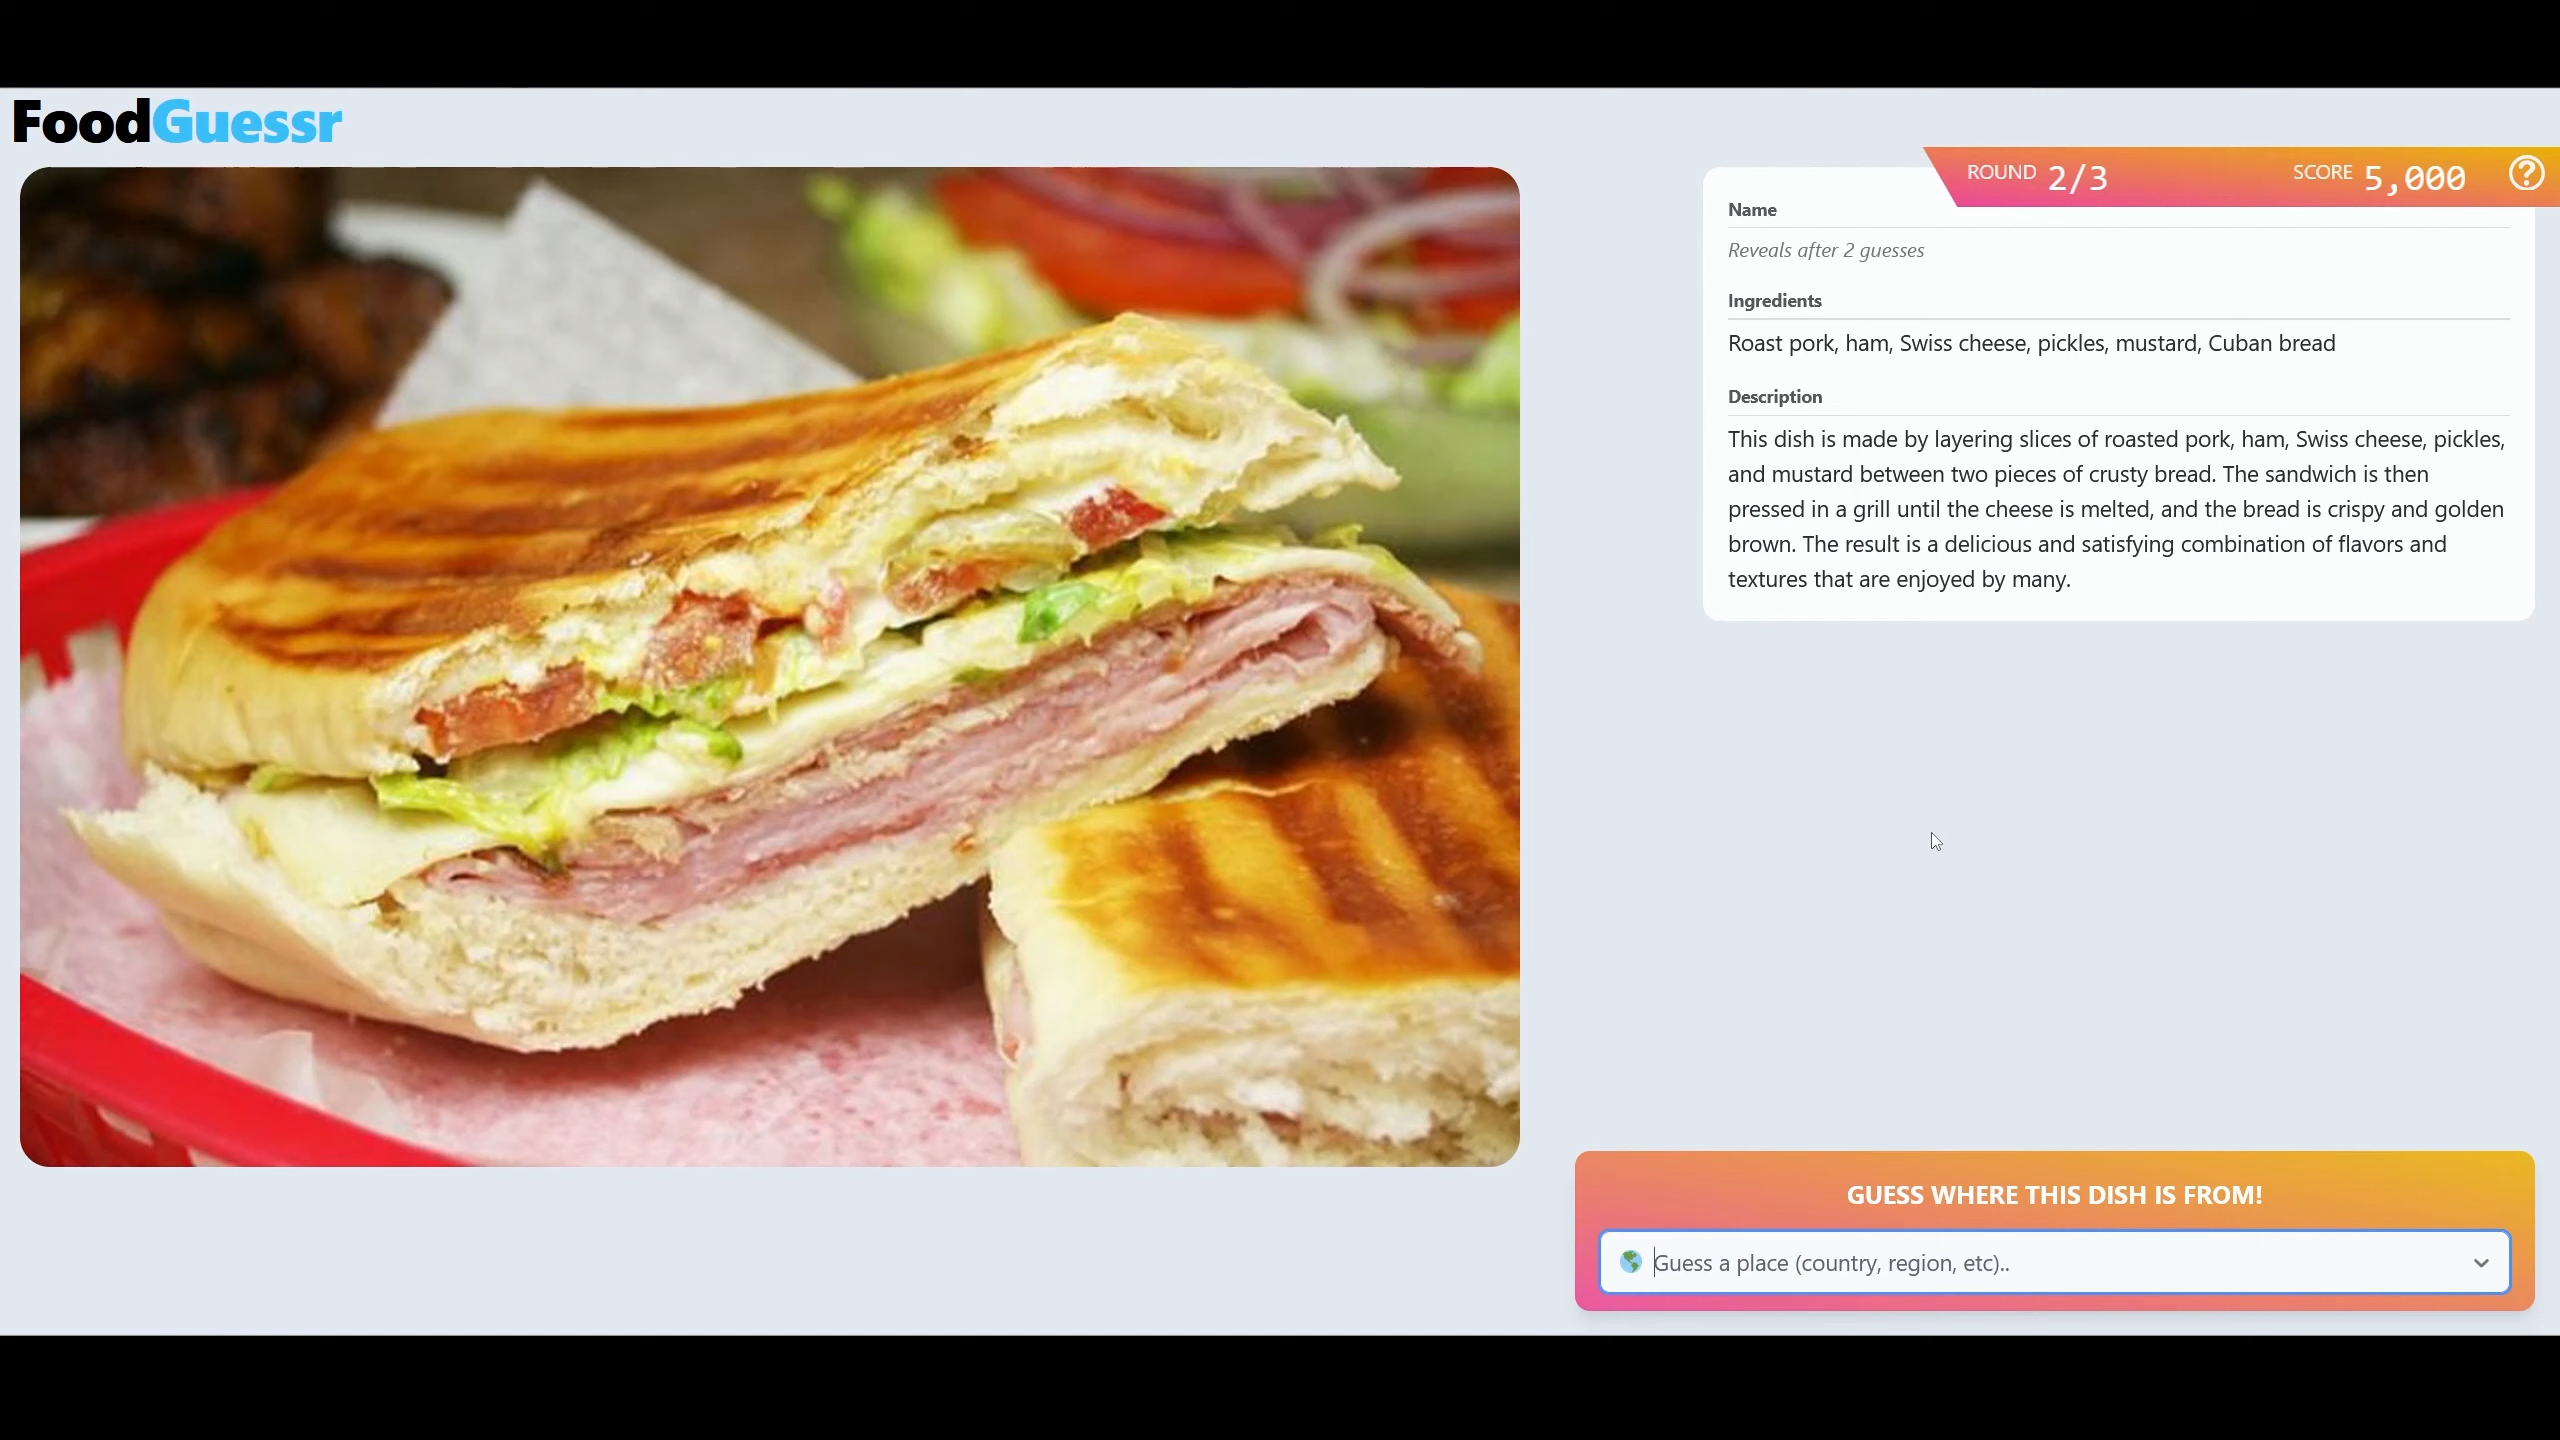 FoodGuessr
ROUND 2/3 SCORE 5,000
Name
Reveals after 2 guesses
Ingredients
Roast pork, ham, Swiss cheese, pickles, mustard, Cuban bread
Description
This dish is made by layering slices of roasted pork, ham, Swiss cheese, pickles,
and mustard between two pieces of crusty bread. The sandwich is then
pressed in a grill until the cheese is melted, and the bread is crispy and golden
brown. The result is a delicious and satisfying combination of flavors and
textures that are enjoyed by many.
GUESS WHERE THIS DISH IS FROM!
Guess a place (country, region, etc)..